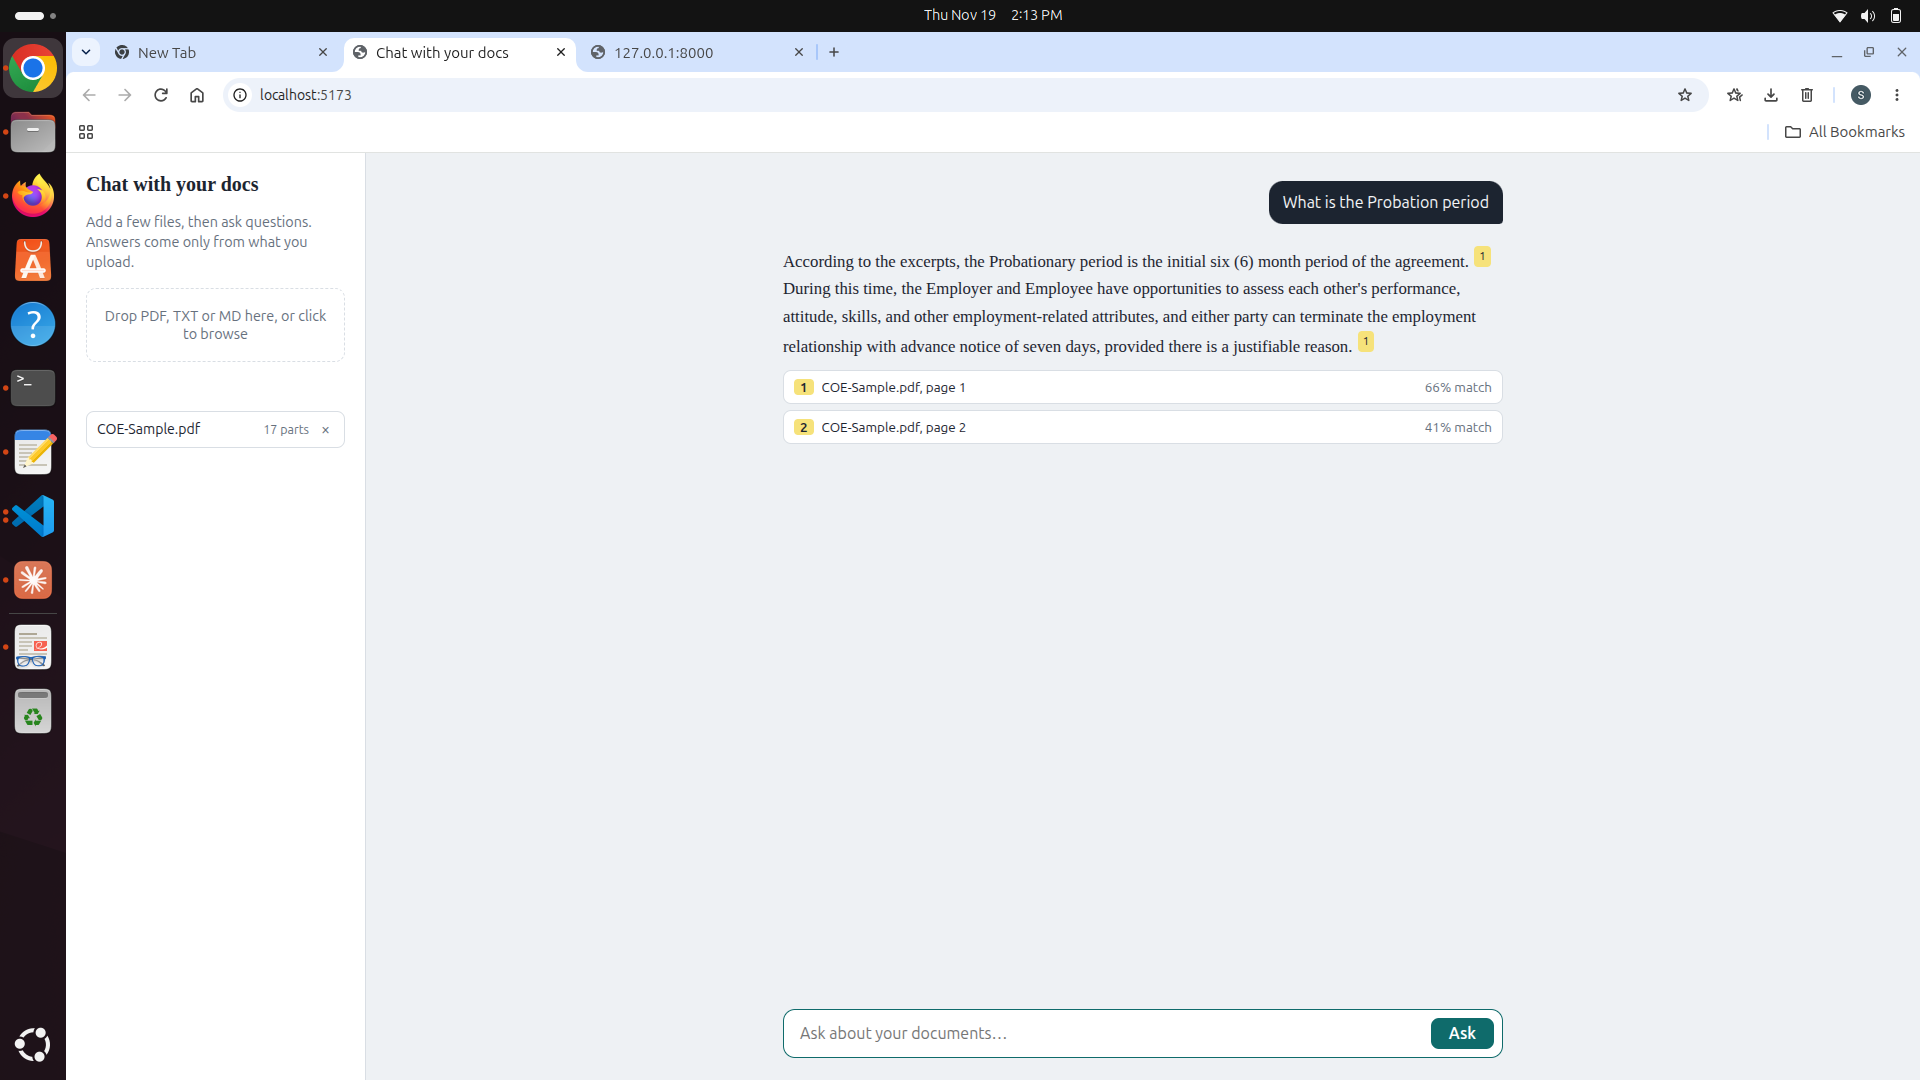 Thu Nov 19 2:13 PM
New Tab
Chat with your docs
127.0.0.1:8000
localhost:5173
S
All Bookmarks
Chat with your docs
Add a few files, then ask questions.
Answers come only from what you
upload.
Drop PDF, TXT or MD here, or click
to browse
COE-Sample.pdf 17 parts ×
What is the Probation period
According to the excerpts, the Probationary period is the initial six (6) month period of the agreement. 1
During this time, the Employer and Employee have opportunities to assess each other's performance,
attitude, skills, and other employment-related attributes, and either party can terminate the employment
relationship with advance notice of seven days, provided there is a justifiable reason. 1
1 COE-Sample.pdf, page 1 66% match
2 COE-Sample.pdf, page 2 41% match
Ask about your documents…
Ask